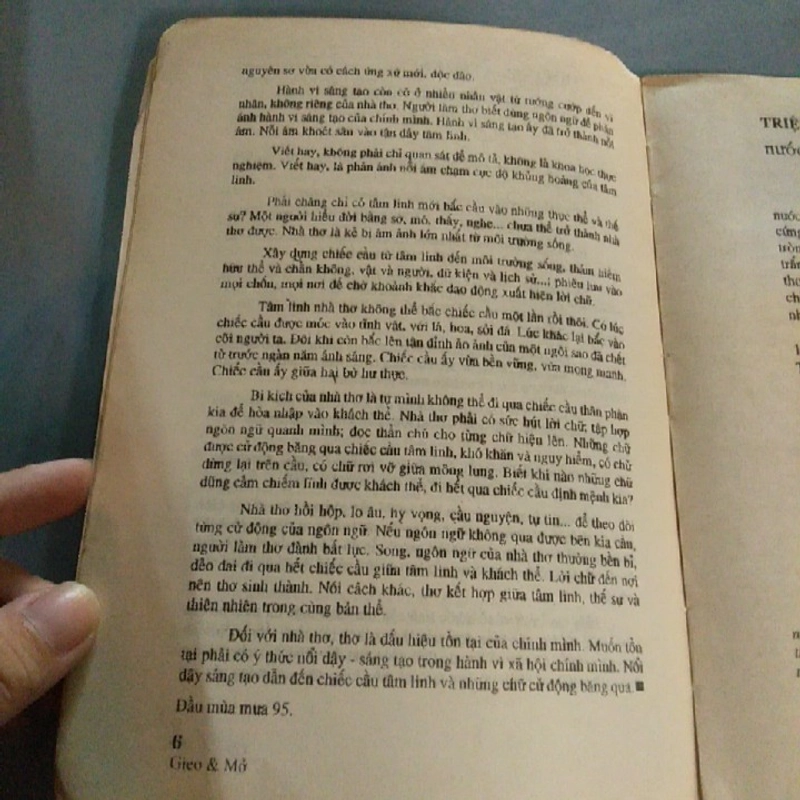 nguyên sơ vừa có cách ứng xử mới, độc đáo.
Hành vi sáng tạo còn có ở nhiều nhân vật từ tướng cướp đến vĩ
nhân, không riêng của nhà thơ. Người làm thơ biết dùng ngôn ngữ để phản
ánh hành vi sáng tạo của chính mình. Hành vi sáng tạo ấy đã trở thành nỗi
ám. Nỗi ám khoét sâu vào tận đáy tâm linh.
Viết hay, không phải chỉ quan sát để mô tả, không là khoa học thực
nghiệm. Viết hay, là phản ánh nỗi ám chạm cực độ khủng hoảng của tâm
linh.
Phải chăng chỉ có tâm linh mới bắc cầu vào những thực thể và thế
sự? Một người hiểu đời bằng sờ, mó, thấy, nghe... chưa thể trở thành nhà
thơ được. Nhà thơ là kẻ bị ám ảnh lớn nhất từ môi trường sống.
Xây dựng chiếc cầu từ tâm linh đến môi trường sống, thám hiểm
hữu thể và chân không, vật và người, dữ kiện và lịch sử...; phiêu lưu vào
mọi chốn, mọi nơi để chờ khoảnh khắc dao động xuất hiện lời chữ.
Tâm linh nhà thơ không thể bắc chiếc cầu một lần rồi thôi. Có lúc
chiếc cầu được móc vào tĩnh vật, với lá, hoa, sỏi đá. Lúc khác lại bắc vào
cõi người ta. Đôi khi còn bắc lên tận đỉnh ảo ảnh của một ngôi sao đã chết
từ trước ngàn năm ánh sáng. Chiếc cầu ấy vừa bền vững, vừa mong manh.
Chiếc cầu ấy giữa hai bờ hư thực.
Bi kịch của nhà thơ là tự mình không thể đi qua chiếc cầu thân phận
kia để hòa nhập vào khách thể. Nhà thơ phải có sức hút lời chữ; tập hợp
ngôn ngữ quanh mình; đọc thần chú cho từng chữ hiệu lên. Những chữ
được cử động băng qua chiếc cầu tâm linh, khó khăn và nguy hiểm, có chữ
dừng lại trên cầu, có chữ rơi vỡ giữa mông lung. Biết khi nào những chữ
dũng cảm chiếm lĩnh được khách thể, đi hết qua chiếc cầu định mệnh kia?
Nhà thơ hồi hộp, lo âu, hy vọng, cầu nguyện, tự tin... để theo dõi
từng cử động của ngôn ngữ. Nếu ngôn ngữ không qua được bên kia cầu,
người làm thơ đành bất lực. Song, ngôn ngữ của nhà thơ thường bền bỉ,
dẻo dai đi qua hết chiếc cầu giữa tâm linh và khách thể. Lời chữ đến nơi
nên thơ sinh thành. Nói cách khác, thơ kết hợp giữa tâm linh, thế sự và
thiên nhiên trong cùng bản thể.
Đối với nhà thơ, thơ là dấu hiệu tồn tại của chính mình. Muốn tồn
tại phải có ý thức nổi dậy - sáng tạo trong hành vi xã hội chính mình. Nổi
dậy sáng tạo dẫn đến chiếc cầu tâm linh và những chữ cử động băng qua.■
Đầu mùa mưa 95.
6
Gieo & Mở
TRIỆ
nước
nuốc
cứng
tròn
trắn
thơ
ch
nh